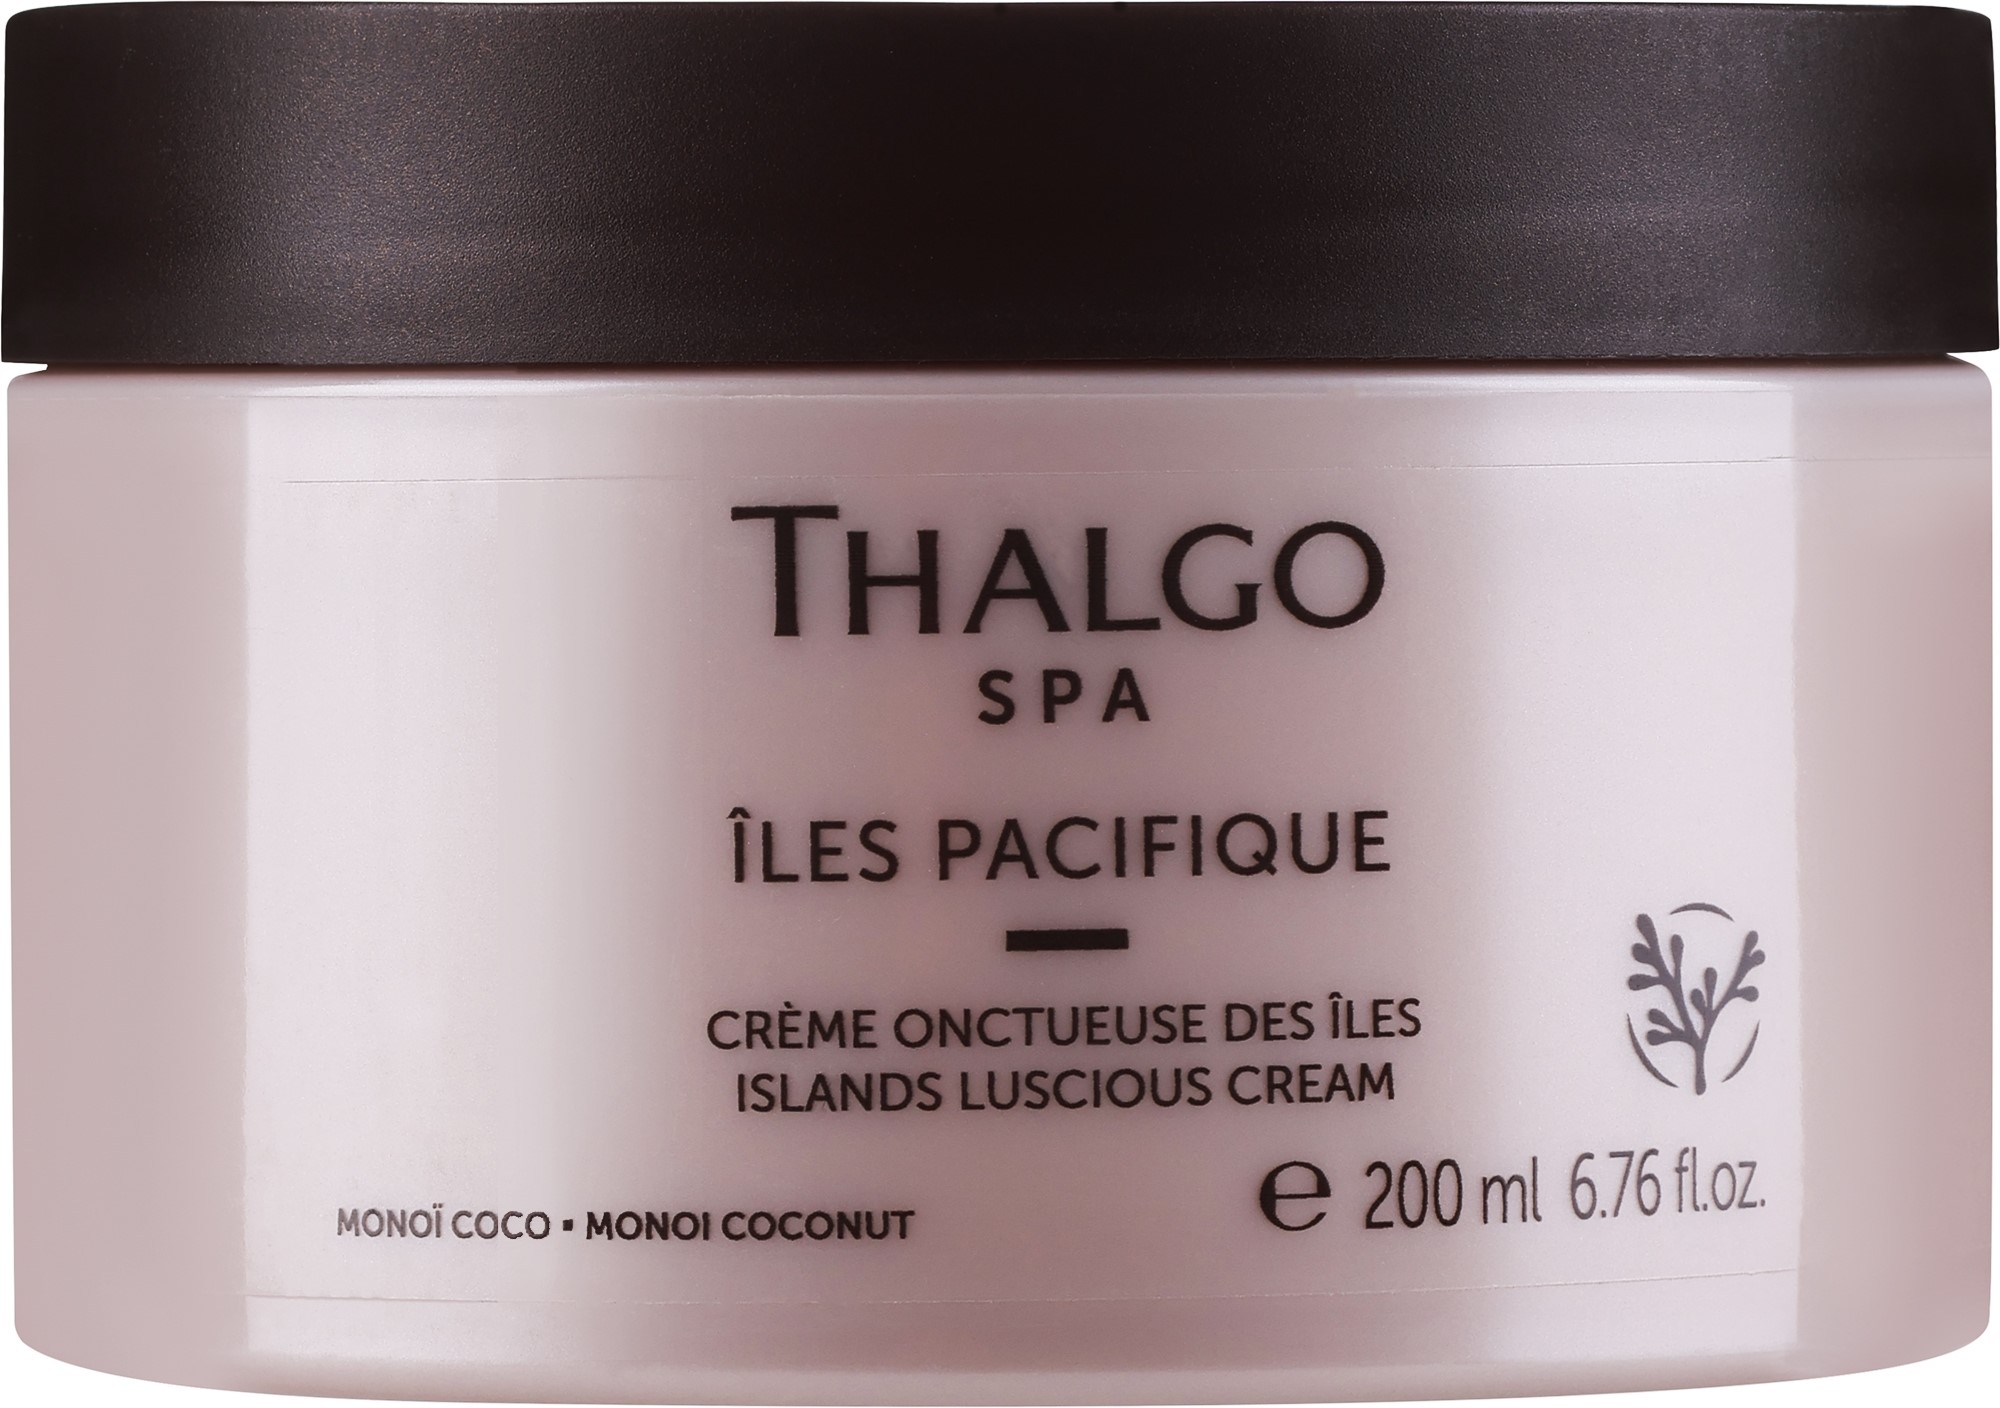 THALGO
SPA
ÎLES PACIFIQUE
CRÈME ONCTUEUSE DES ÎLES
ISLANDS LUSCIOUS CREAM
MONOÏ COCO ▪ MONOI COCONUT
℮ 200 ml 6.76 fl.oz.